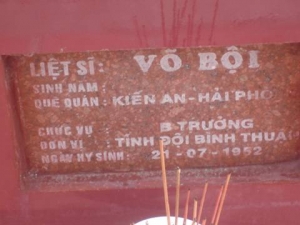 LIỆT SĨ: VÕ BỘI
SINH NĂM :
QUÊ QUÁN : KIẾN AN-HẢI PHÒ
CHỨC VỤ : B TRƯỞNG
ĐƠN VỊ : TỈNH ĐỘI BÌNH THUẬ
NGÀY HY SINH: 21-07-1952